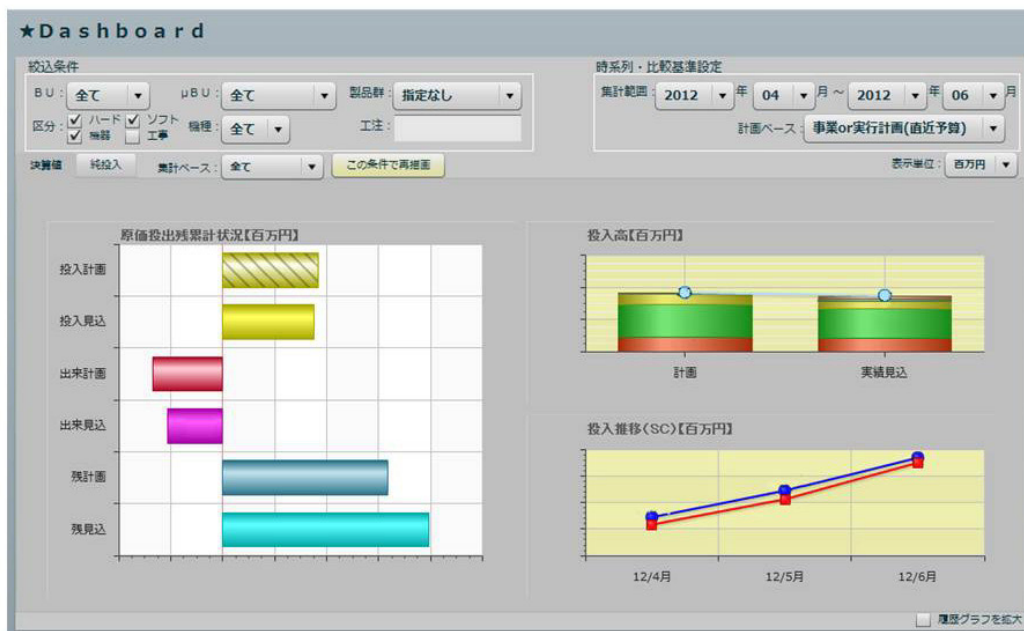 ★Dashboard
絞込条件
BU： 全て
μBU： 全て
製品群： 指定なし
区分： ハード ソフト
機器 工事
機種： 全て
工注：
時系列・比較基準設定
集計範囲： 2012 年 04 月 ～ 2012 年 06 月
計画ベース： 事業or実行計画(直近予算)
決算値 純投入 集計ベース： 全て この条件で再描画
表示単位： 百万円
原価投出残累計状況【百万円】
投入計画
投入見込
出来計画
出来見込
残計画
残見込
投入高【百万円】
計画 実績見込
投入推移(SC)【百万円】
12/4月 12/5月 12/6月
履歴グラフを拡大